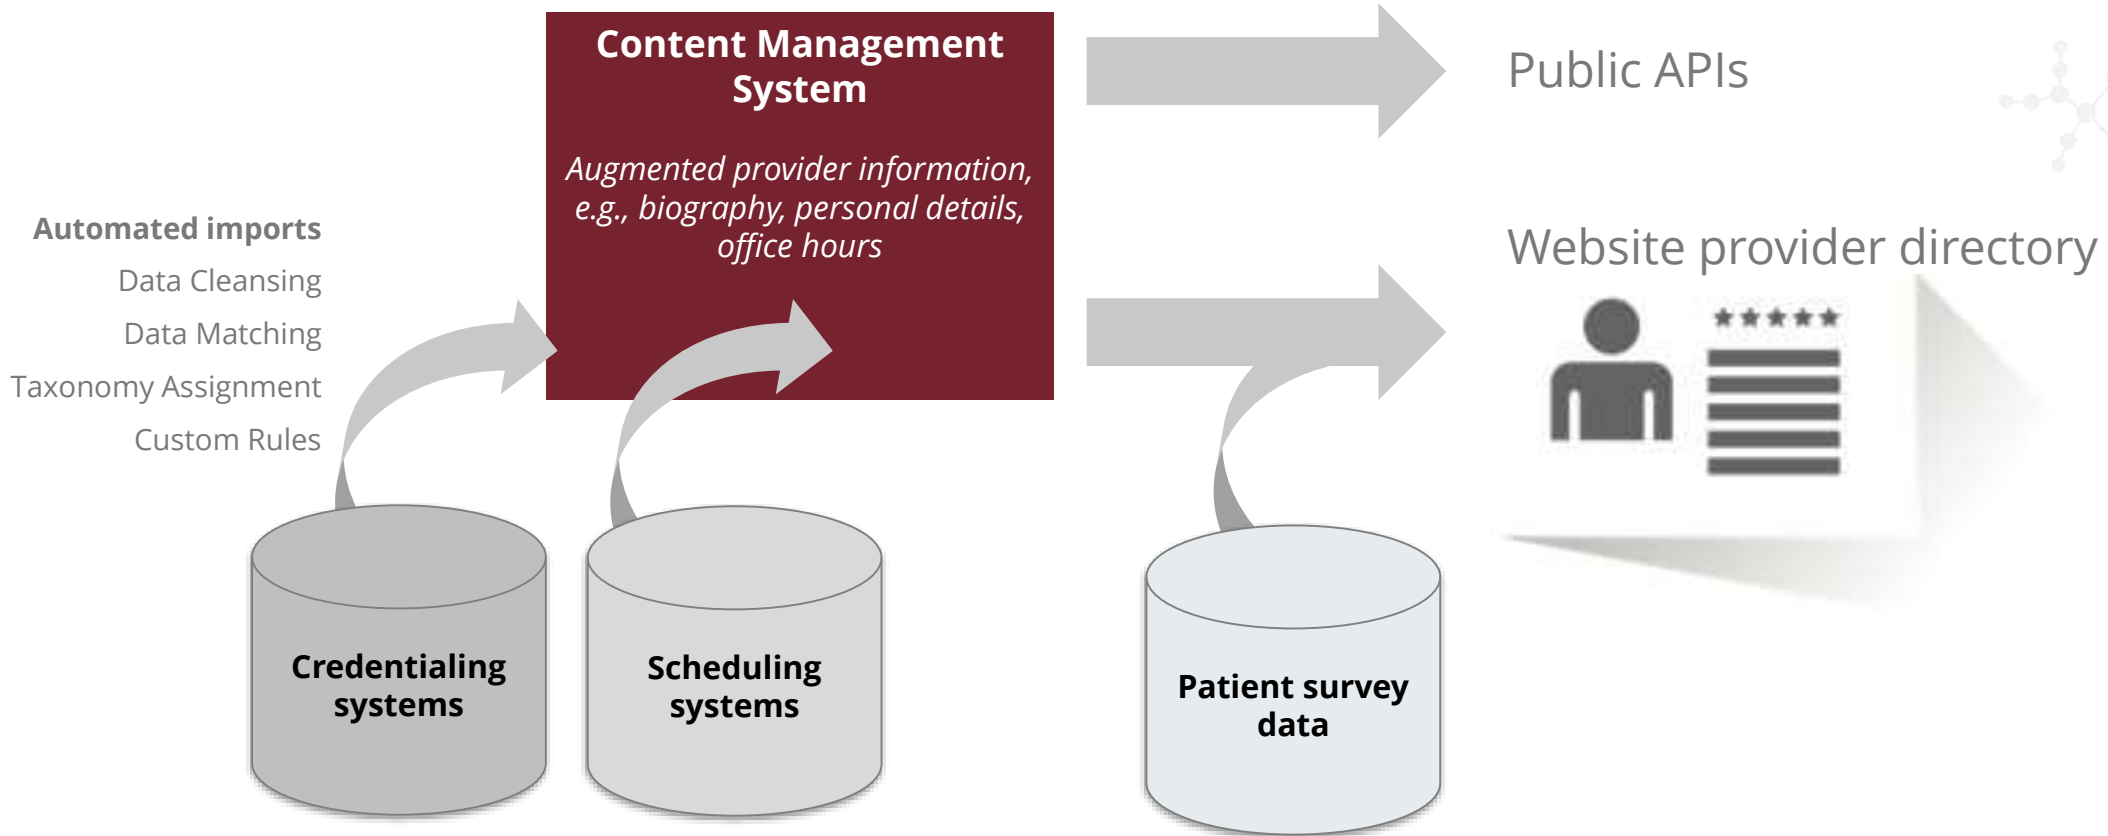 Content Management
System
Augmented provider information,
e.g., biography, personal details,
office hours
Public APIs
Website provider directory
Automated imports
Data Cleansing
Data Matching
Taxonomy Assignment
Custom Rules
Credentialing
systems
Scheduling
systems
Patient survey
data